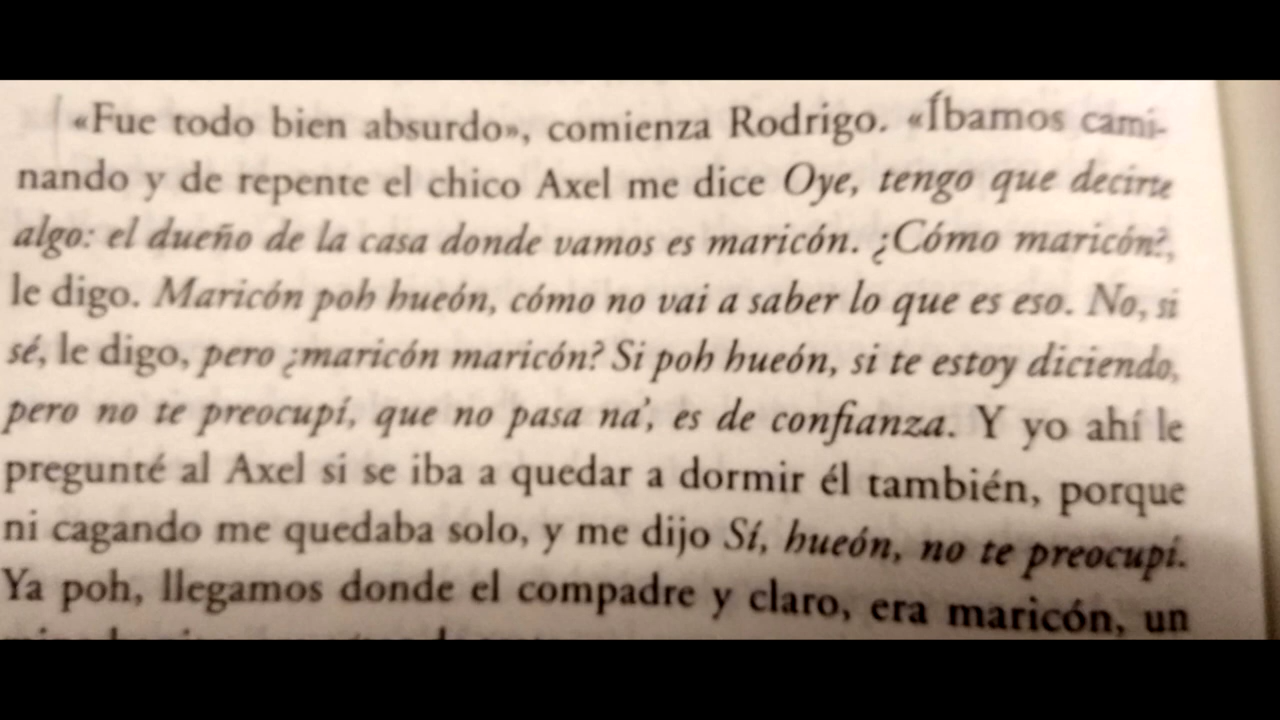 «Fue todo bien absurdo», comienza Rodrigo. «Íbamos cami-
nando y de repente el chico Axel me dice Oye, tengo que decirte
algo: el dueño de la casa donde vamos es maricón. ¿Cómo maricón?,
le digo. Maricón poh hueón, cómo no vai a saber lo que es eso. No, si
sé, le digo, pero ¿maricón maricón? Si poh hueón, si te estoy diciendo,
pero no te preocupí, que no pasa na', es de confianza. Y yo ahí le
pregunté al Axel si se iba a quedar a dormir él también, porque
ni cagando me quedaba solo, y me dijo Sí, hueón, no te preocupí.
Ya poh, llegamos donde el compadre y claro, era maricón, un